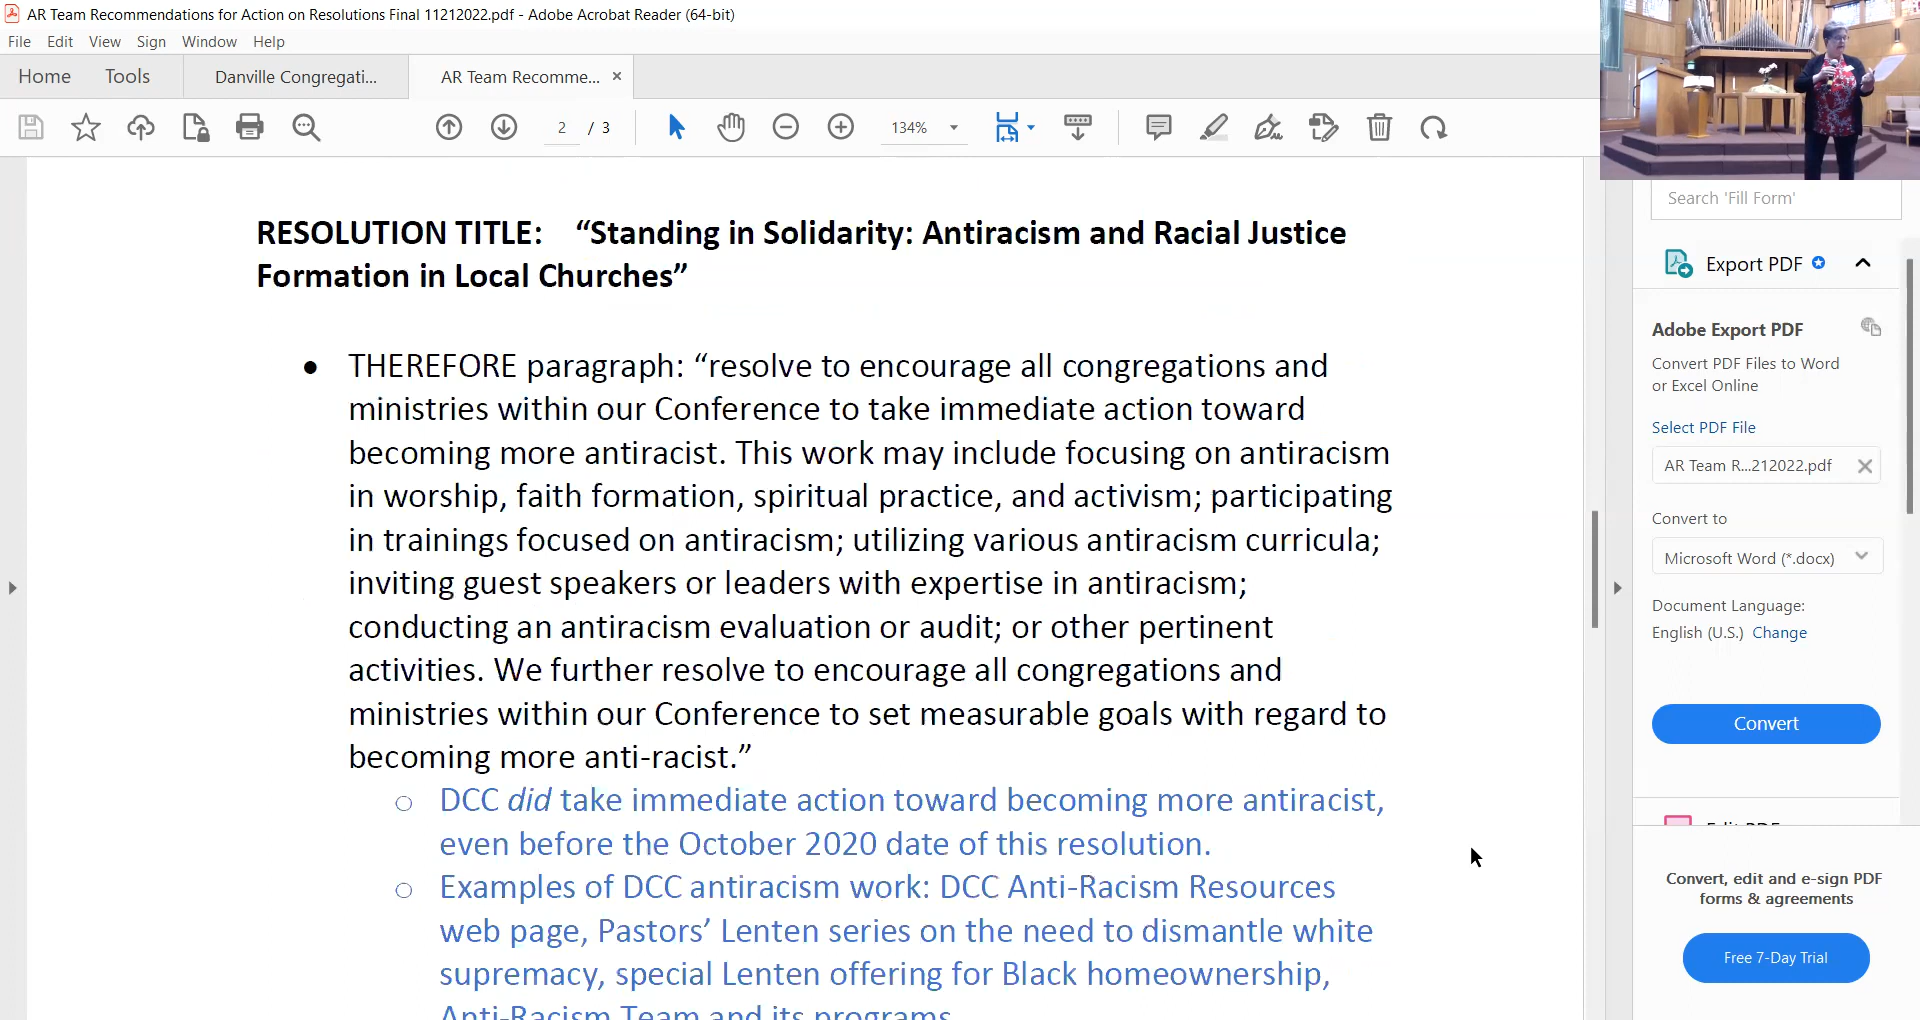 AR Team Recommendations for Action on Resolutions Final 11212022.pdf - Adobe Acrobat Reader (64-bit)
File Edit View Sign Window Help
Home Tools Danville Congregati... AR Team Recomme... ×
2 / 3 134%
Search 'Fill Form'
Export PDF
Adobe Export PDF
Convert PDF Files to Word
or Excel Online
Select PDF File
AR Team R...212022.pdf
Convert to
Microsoft Word (*.docx)
Document Language:
English (U.S.) Change
Convert
Edit PDF
Convert, edit and e-sign PDF
forms & agreements
Free 7-Day Trial
RESOLUTION TITLE: “Standing in Solidarity: Antiracism and Racial Justice
Formation in Local Churches”
• THEREFORE paragraph: “resolve to encourage all congregations and
ministries within our Conference to take immediate action toward
becoming more antiracist. This work may include focusing on antiracism
in worship, faith formation, spiritual practice, and activism; participating
in trainings focused on antiracism; utilizing various antiracism curricula;
inviting guest speakers or leaders with expertise in antiracism;
conducting an antiracism evaluation or audit; or other pertinent
activities. We further resolve to encourage all congregations and
ministries within our Conference to set measurable goals with regard to
becoming more anti-racist.”
○ DCC did take immediate action toward becoming more antiracist,
even before the October 2020 date of this resolution.
○ Examples of DCC antiracism work: DCC Anti-Racism Resources
web page, Pastors’ Lenten series on the need to dismantle white
supremacy, special Lenten offering for Black homeownership,
Anti-Racism Team and its programs